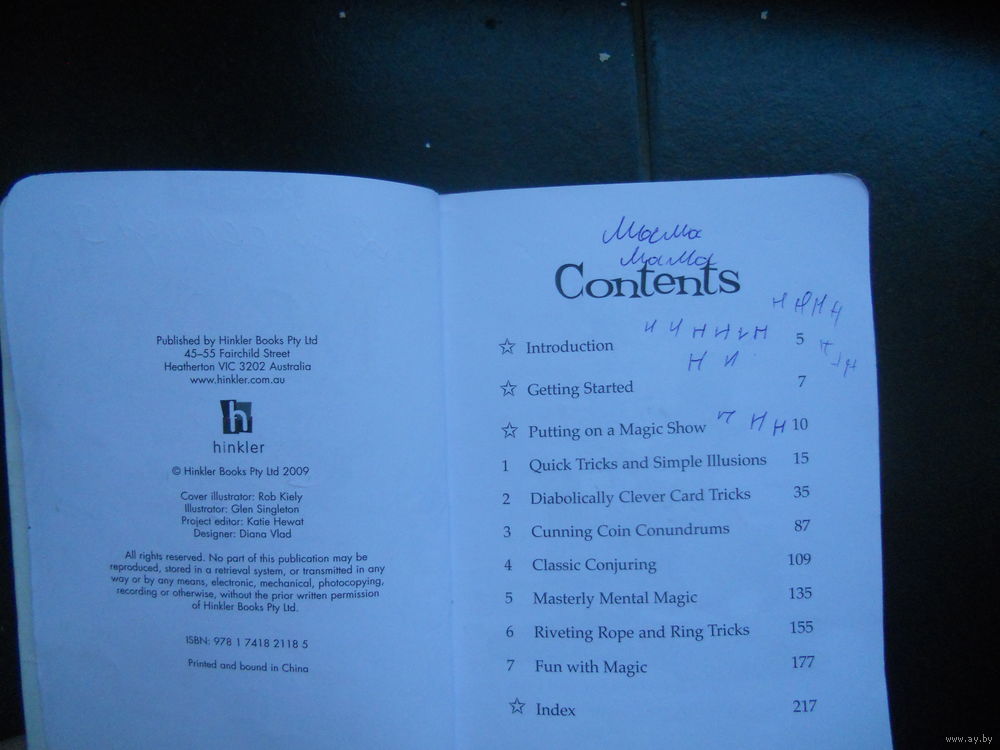 Published by Hinkler Books Pty Ltd
45–55 Fairchild Street
Heatherton VIC 3202 Australia
www.hinkler.com.au
h
hinkler
© Hinkler Books Pty Ltd 2009
Cover illustrator: Rob Kiely
Illustrator: Glen Singleton
Project editor: Katie Hewat
Designer: Diana Vlad
All rights reserved. No part of this publication may be
reproduced, stored in a retrieval system, or transmitted in any
way or by any means, electronic, mechanical, photocopying,
recording or otherwise, without the prior written permission
of Hinkler Books Pty Ltd.
ISBN: 978 1 7418 2118 5
Printed and bound in China
Мама
Мама
Contents
☆ Introduction 5
☆ Getting Started 7
☆ Putting on a Magic Show 10
1 Quick Tricks and Simple Illusions 15
2 Diabolically Clever Card Tricks 35
3 Cunning Coin Conundrums 87
4 Classic Conjuring 109
5 Masterly Mental Magic 135
6 Riveting Rope and Ring Tricks 155
7 Fun with Magic 177
☆ Index 217
www.ay.by